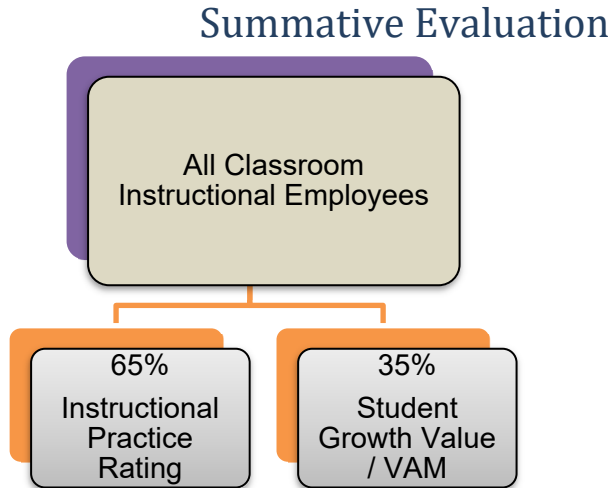 Summative Evaluation
All Classroom
Instructional Employees
65%
Instructional
Practice
Rating
35%
Student
Growth Value
/ VAM